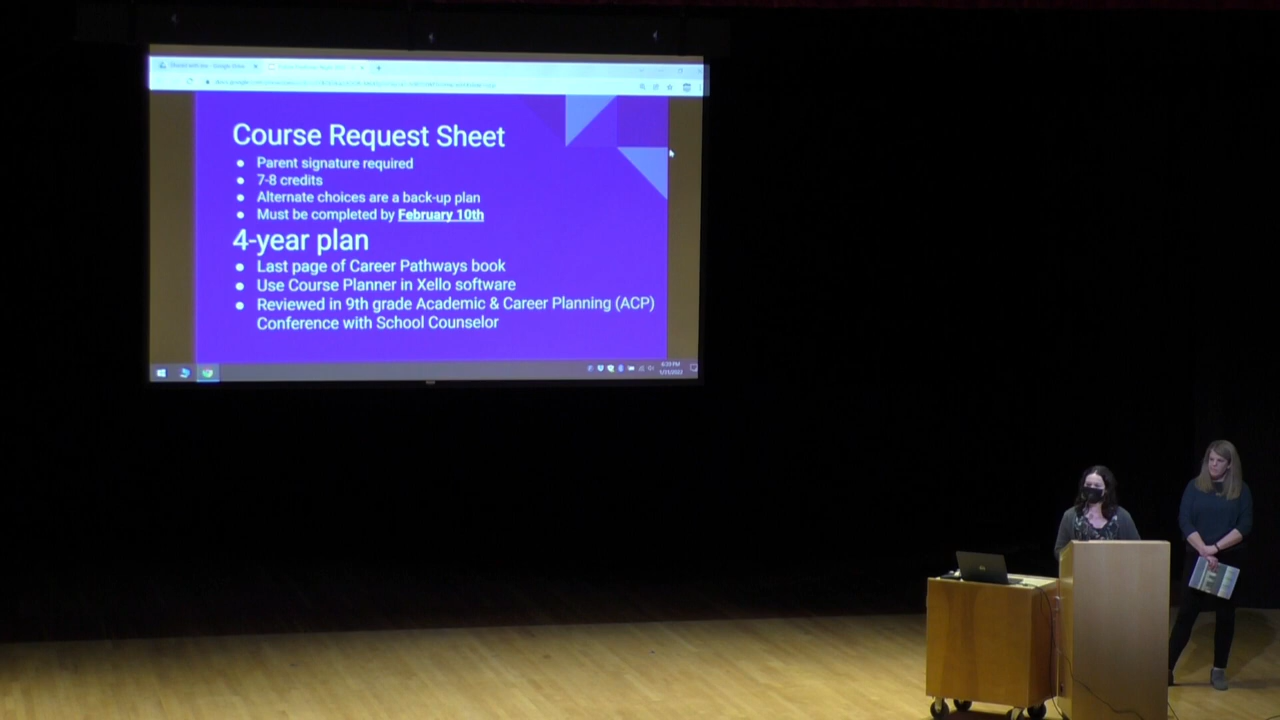 Course Request Sheet
● Parent signature required
● 7-8 credits
● Alternate choices are a back-up plan
● Must be completed by February 10th
4-year plan
● Last page of Career Pathways book
● Use Course Planner in Xello software
● Reviewed in 9th grade Academic & Career Planning (ACP)
Conference with School Counselor